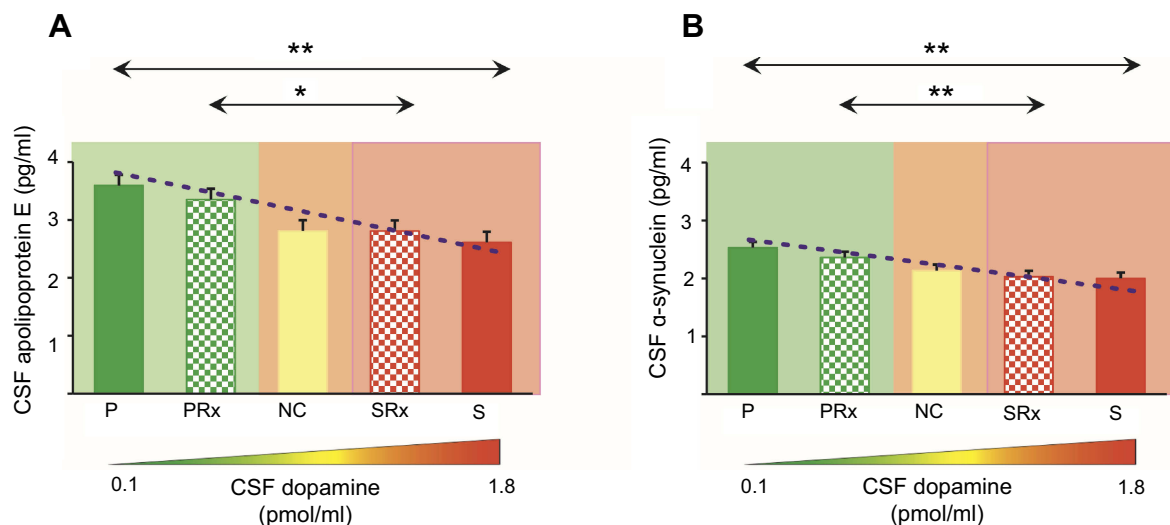 A
**
*
CSF apolipoprotein E (pg/ml)
4
3
2
1
P PRx NC SRx S
0.1 CSF dopamine 1.8
(pmol/ml)
B
**
**
CSF α-synuclein (pg/ml)
4
3
2
1
P PRx NC SRx S
0.1 CSF dopamine 1.8
(pmol/ml)